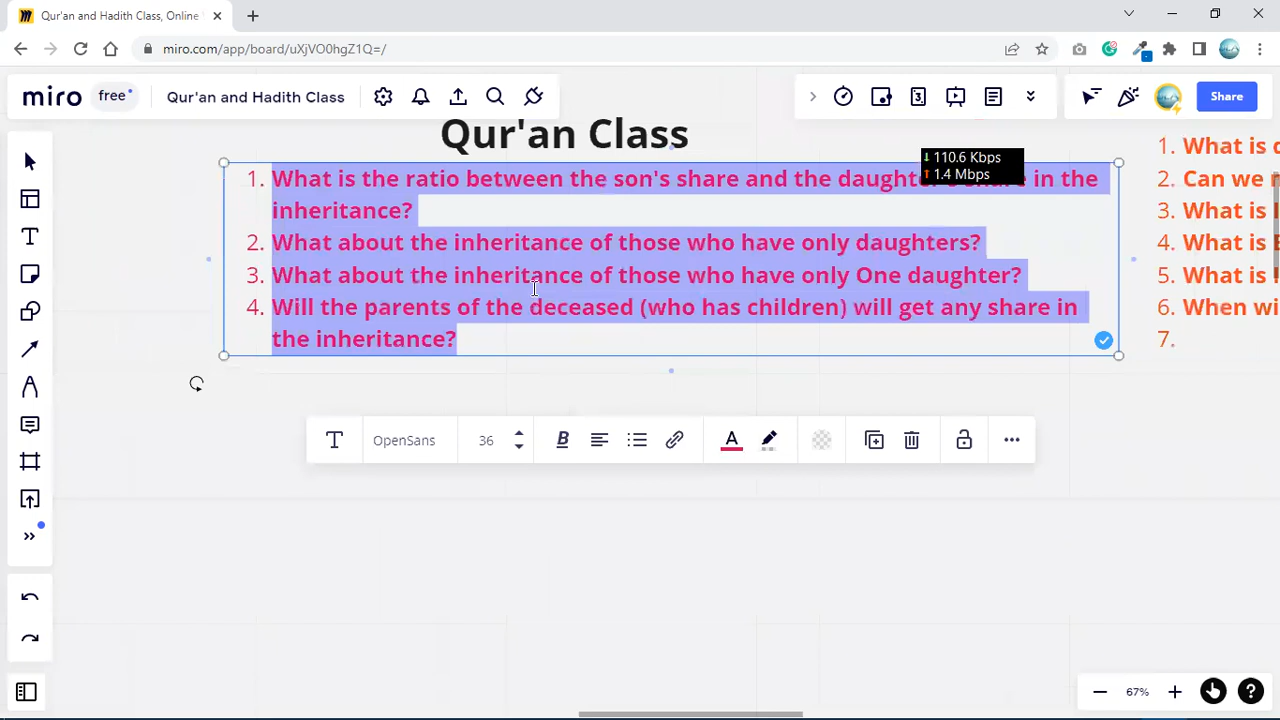 Qur'an and Hadith Class, Online
miro.com/app/board/uXjVO0hgZ1Q=/
miro free Qur'an and Hadith Class
Share
Qur'an Class
110.6 Kbps
1.4 Mbps
1. What is the ratio between the son's share and the in the
inheritance?
2. What about the inheritance of those who have only daughters?
3. What about the inheritance of those who have only One daughter?
4. Will the parents of the deceased (who has children) will get any share in
the inheritance?
1. What is
2. Can we
3. What is
4. What is
5. What is
6. When
7.
OpenSans 36
67%